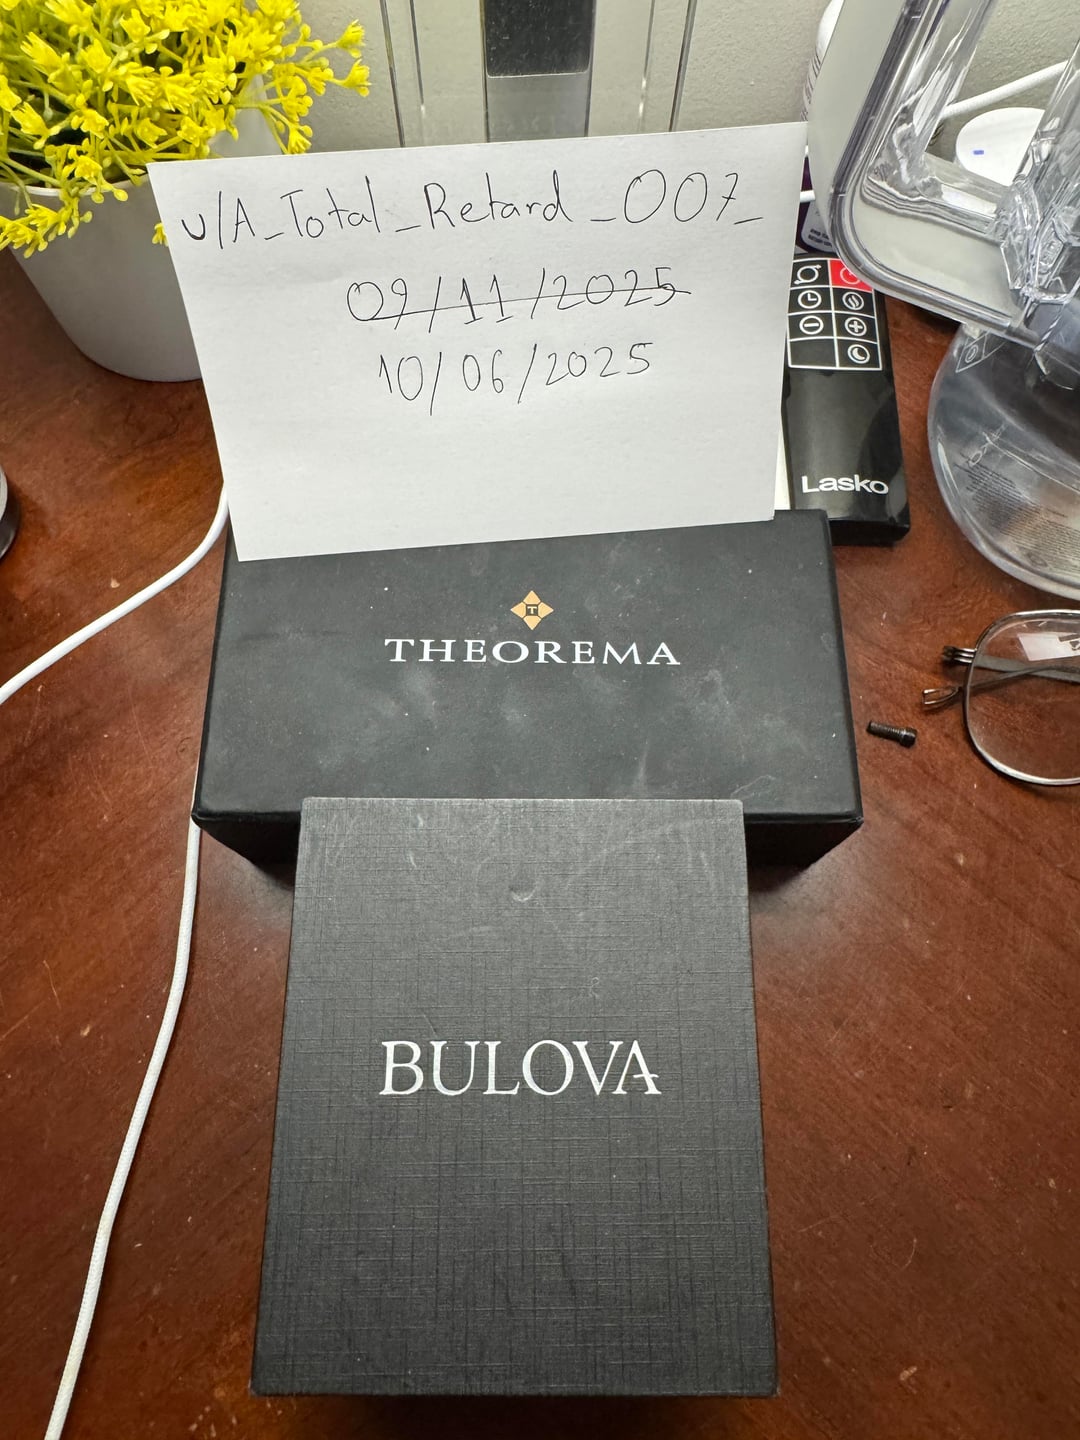 u/A_Total_Retard_007_
09/11/2025
10/06/2025
Lasko
T
THEOREMA
BULOVA